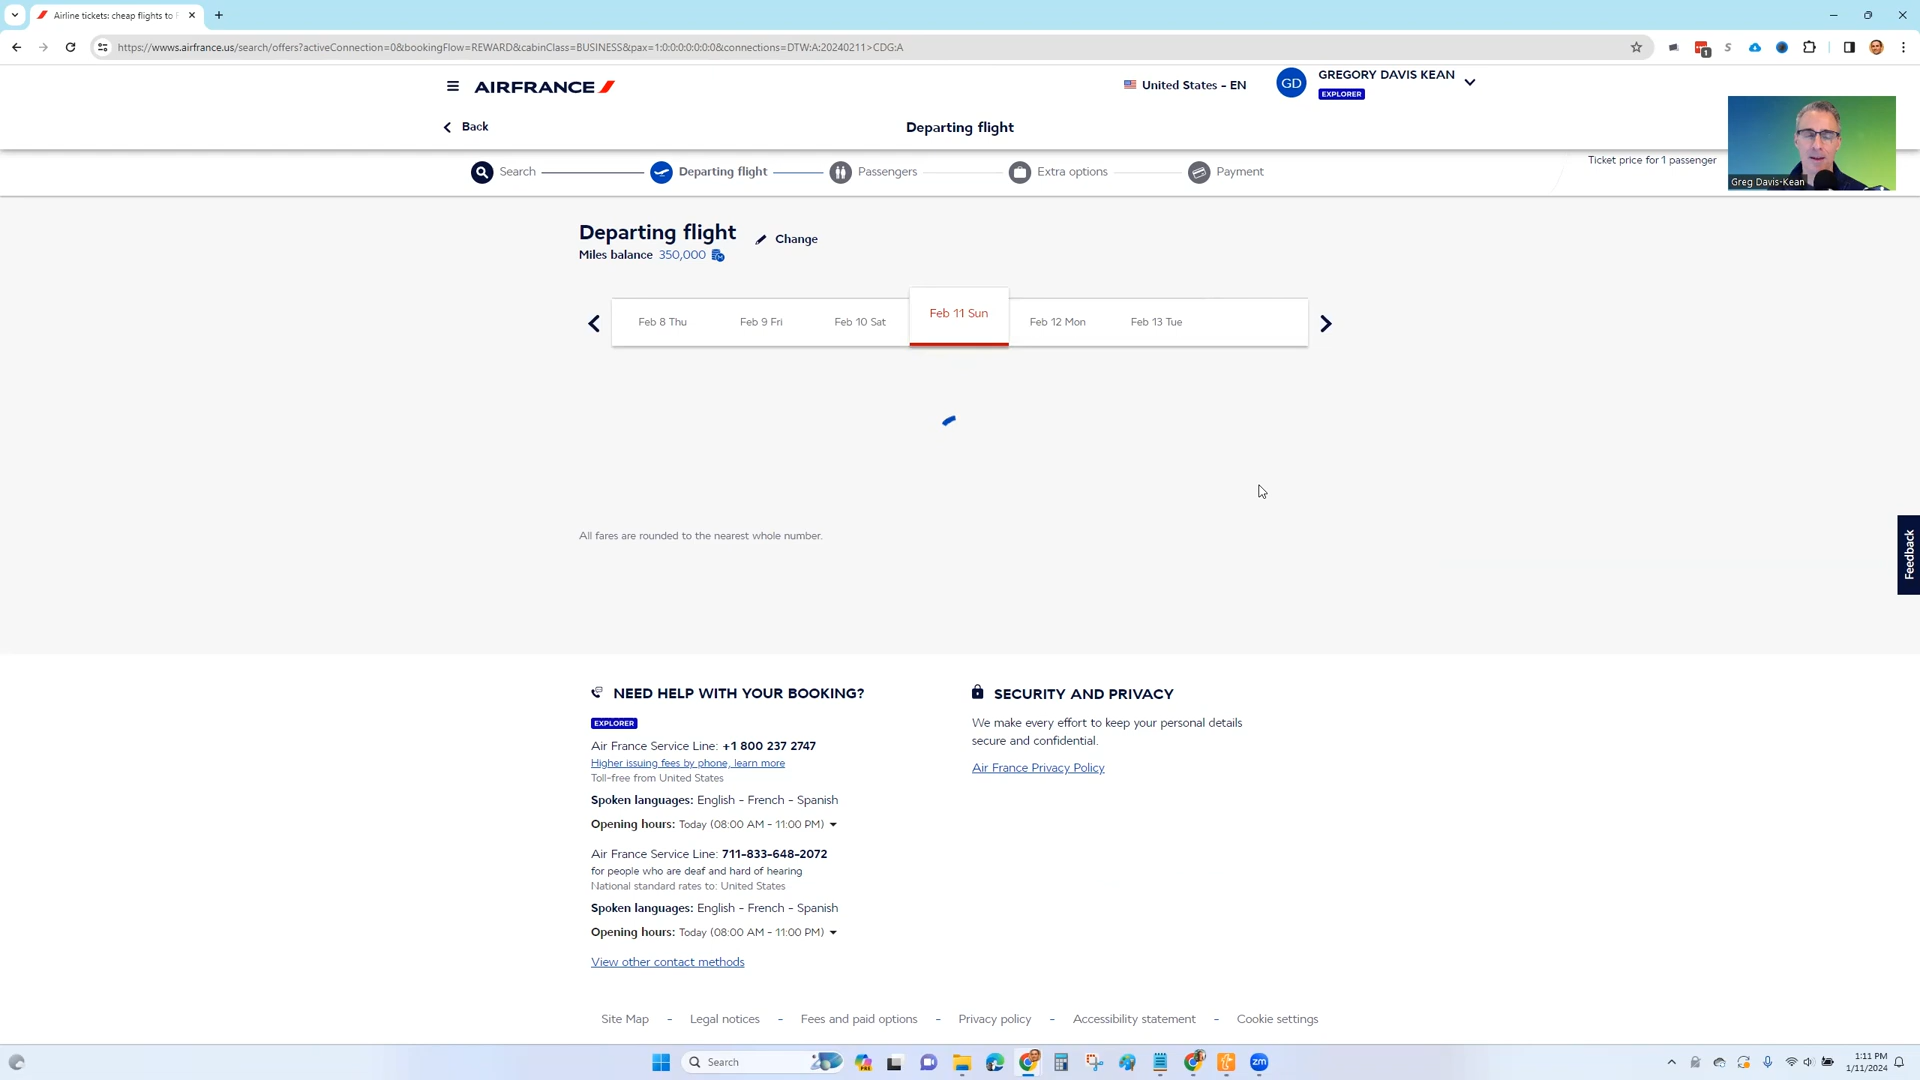 Airline tickets: cheap flights to
https://wwws.airfrance.us/search/offers?activeConnection=0&bookingFlow=REWARD&cabinClass=BUSINESS&pax=1:0:0:0:0:0:0:0&connections=DTW:A:20240211>CDG:A
AIRFRANCE
United States - EN
GD
GREGORY DAVIS KEAN
EXPLORER
Back
Departing flight
Search
Departing flight
Passengers
Extra options
Payment
Ticket price for 1 passenger
Greg Davis-Kean
Departing flight
Change
Miles balance 350,000
Feb 8 Thu
Feb 9 Fri
Feb 10 Sat
Feb 11 Sun
Feb 12 Mon
Feb 13 Tue
All fares are rounded to the nearest whole number.
Feedback
NEED HELP WITH YOUR BOOKING?
EXPLORER
Air France Service Line: +1 800 237 2747
Higher issuing fees by phone, learn more
Toll-free from United States
Spoken languages: English - French - Spanish
Opening hours: Today (08:00 AM - 11:00 PM)
Air France Service Line: 711-833-648-2072
for people who are deaf and hard of hearing
National standard rates to: United States
Spoken languages: English - French - Spanish
Opening hours: Today (08:00 AM - 11:00 PM)
View other contact methods
SECURITY AND PRIVACY
We make every effort to keep your personal details
secure and confidential.
Air France Privacy Policy
Site Map - Legal notices - Fees and paid options - Privacy policy - Accessibility statement - Cookie settings
Search
zm
1:11 PM
1/11/2024